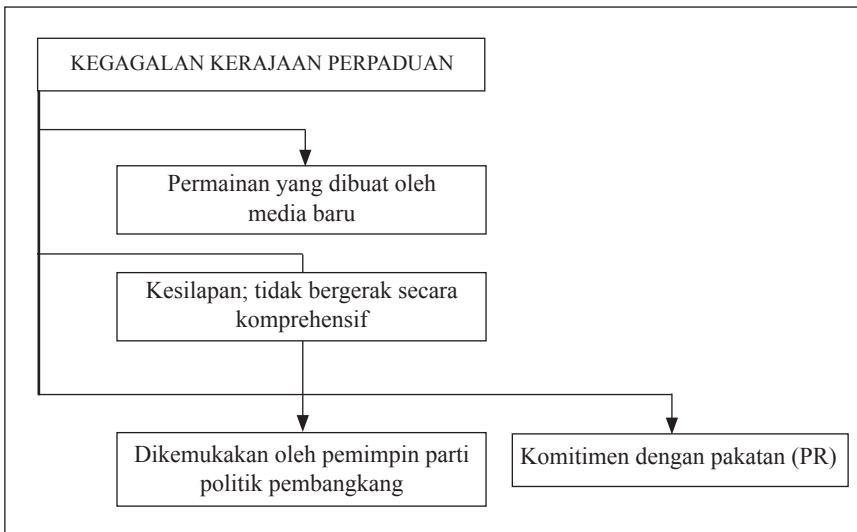 KEGAGALAN KERAJAAN PERPADUAN
Permainan yang dibuat oleh
media baru
Kesilapan; tidak bergerak secara
komprehensif
Dikemukakan oleh pemimpin parti
politik pembangkang
Komitimen dengan pakatan (PR)